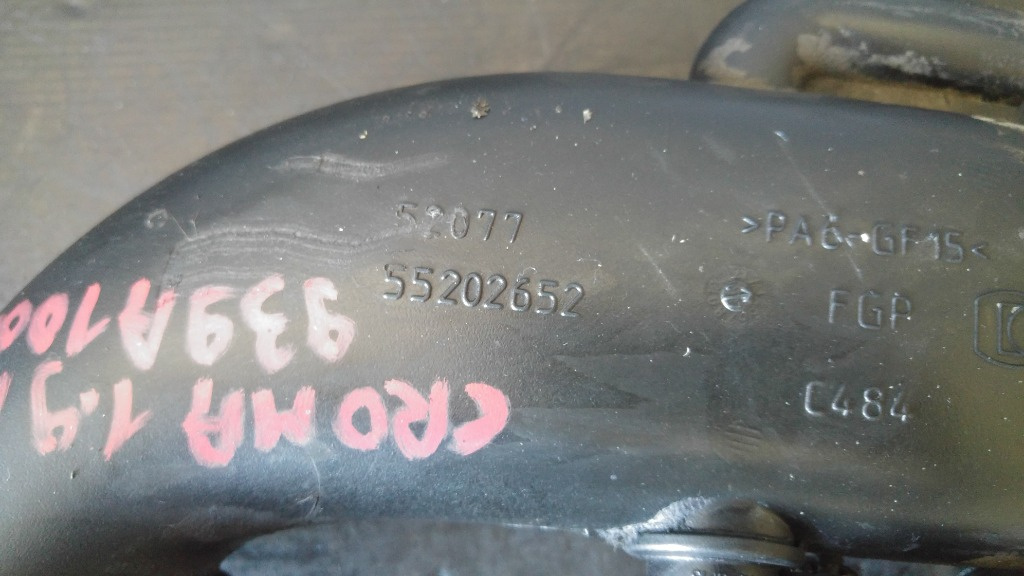 52077
55202652
>PA6-GF15<
FGP
C484
939A100
CROMA 1.9